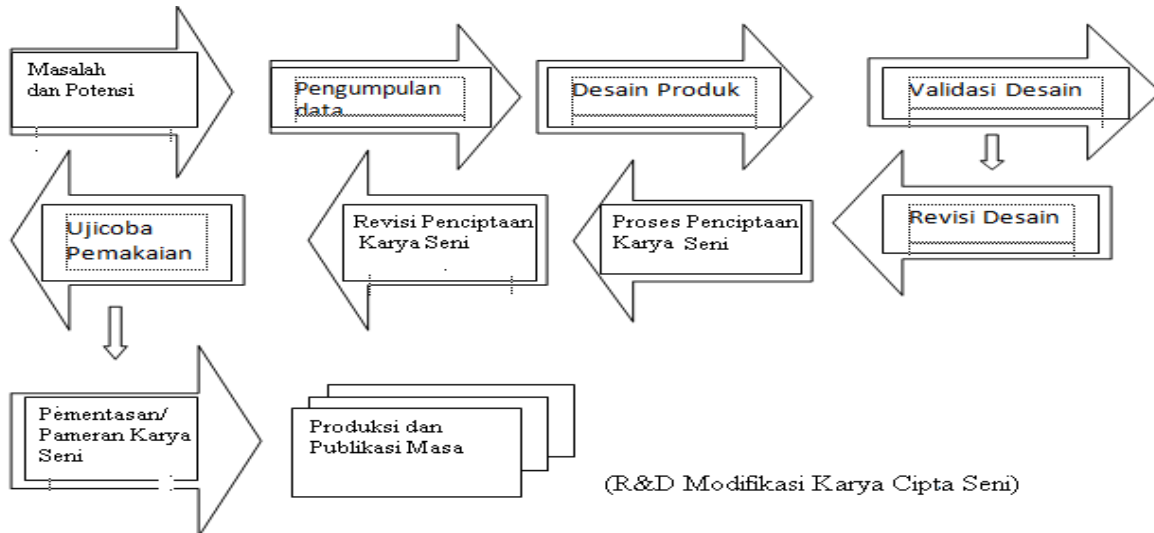 Masalah
dan Potensi
Pengumpulan
data
Desain Produk
Validasi Desain
Revisi Desain
Proses Penciptaan
Karya Seni
Revisi Penciptaan
Karya Seni
Ujicoba
Pemakaian
Pementasan/
Pameran Karya
Seni
Produksi dan
Publikasi Masa
(R&D Modifikasi Karya Cipta Seni)